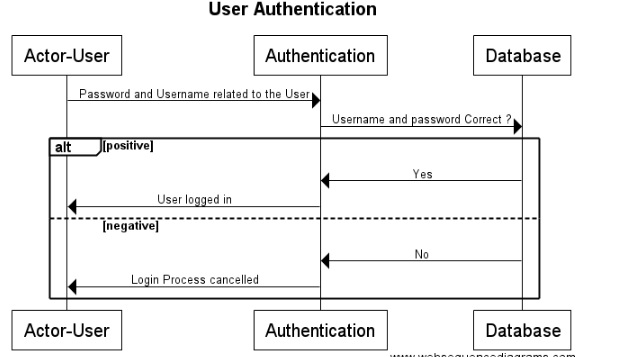 User Authentication
Actor-User Authentication Database
Password and Username related to the User
Username and password Correct ?
alt [positive]
Yes
User logged in
[negative]
No
Login Process cancelled
Actor-User Authentication Database
www.websequencediagrams.com